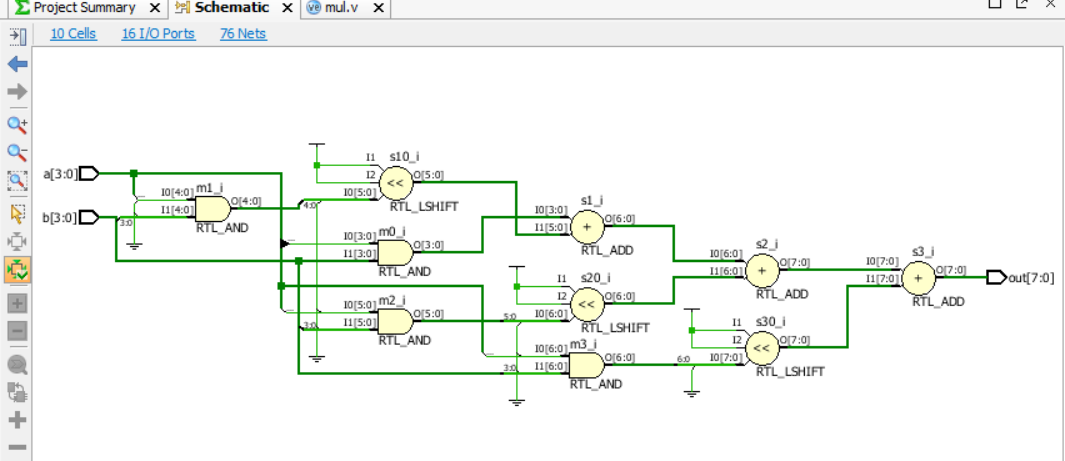 Σ Project Summary × Schematic × mul.v ×
10 Cells 16 I/O Ports 76 Nets
a[3:0]
b[3:0]
3:0
I0[4:0]
I1[4:0]
m1_i
O[4:0]
RTL_AND
4:0
I1
I2
I0[5:0]
s10_i
<<
O[5:0]
RTL_LSHIFT
I0[3:0]
I1[3:0]
m0_i
O[3:0]
RTL_AND
3:0
I0[5:0]
I1[5:0]
m2_i
O[5:0]
RTL_AND
I0[3:0]
I1[5:0]
s1_i
+
O[6:0]
RTL_ADD
5:0
I1
I2
I0[6:0]
s20_i
<<
O[6:0]
RTL_LSHIFT
3:0
I0[6:0]
I1[6:0]
m3_i
O[6:0]
RTL_AND
I0[6:0]
I1[6:0]
s2_i
+
O[7:0]
RTL_ADD
6:0
I1
I2
I0[7:0]
s30_i
<<
O[7:0]
RTL_LSHIFT
I0[7:0]
I1[7:0]
s3_i
+
O[7:0]
RTL_ADD
out[7:0]